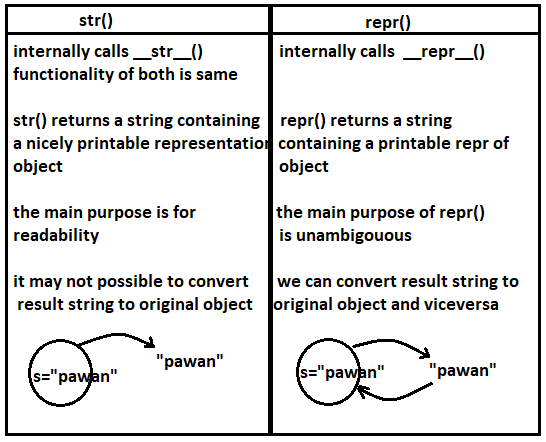 str()
internally calls __str__()
functionality of both is same
str() returns a string containing
a nicely printable representation
object
the main purpose is for
readability
it may not possible to convert
result string to original object
s="pawan"
"pawan"
repr()
internally calls __repr__()
repr() returns a string
containing a printable repr of
object
the main purpose of repr()
is unambigouous
we can convert result string to
original object and viceversa
s="pawan"
"pawan"